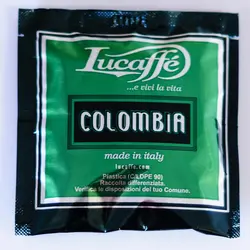 Lucaffé
...e vivi la vita
COLOMBIA
made in italy
lucaffe.com
Plastica (C/LDPE 90)
Raccolta differenziata.
Verifica le disposizioni del tuo Comune.